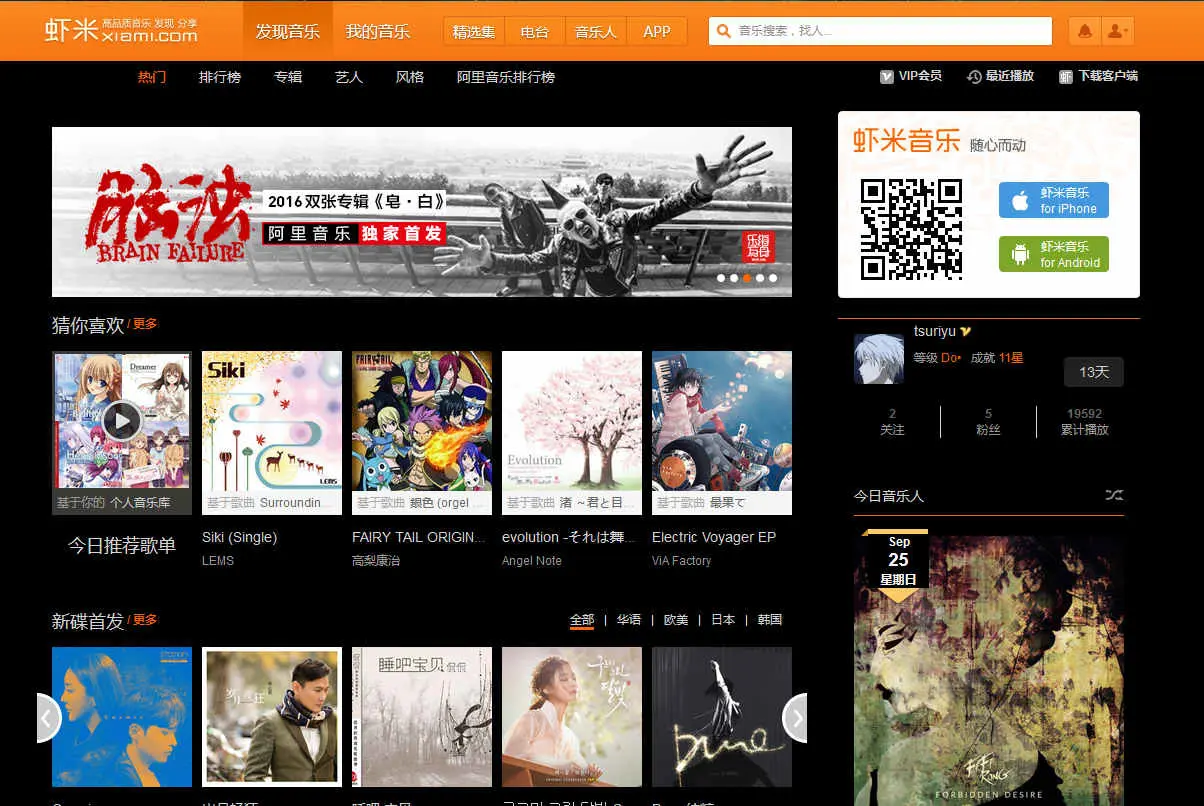 虾米 高品质音乐 发现 分享
xiami.com
发现音乐
我的音乐
精选集
电台
音乐人
APP
音乐搜索，找人...
热门
排行榜
专辑
艺人
风格
阿里音乐排行榜
VIP会员
最近播放
下载客户端
脑浊
BRAIN FAILURE
2016双张专辑《皂·白》
阿里音乐 独家首发
虾米音乐 随心而动
虾米音乐
for iPhone
虾米音乐
for Android
猜你喜欢 / 更多
Dreamer
基于你的 个人音乐库
今日推荐歌单
Siki
LEMS
基于歌曲 Surroundin...
Siki (Single)
LEMS
FAIRY TAIL
基于歌曲 銀色 (orgel ...
FAIRY TAIL ORIGIN...
高梨康治
Evolution
基于歌曲 渚 ~君と目...
evolution -それは舞...
Angel Note
基于歌曲 最果て
Electric Voyager EP
ViA Factory
tsuriyu
等级 Do• 成就 11星
13天
2
关注
5
粉丝
19592
累计播放
今日音乐人
Sep
25
星期日
RING
FORBIDDEN DESIRE
新碟首发 / 更多
全部 | 华语 | 欧美 | 日本 | 韩国
睡吧宝贝 侃侃